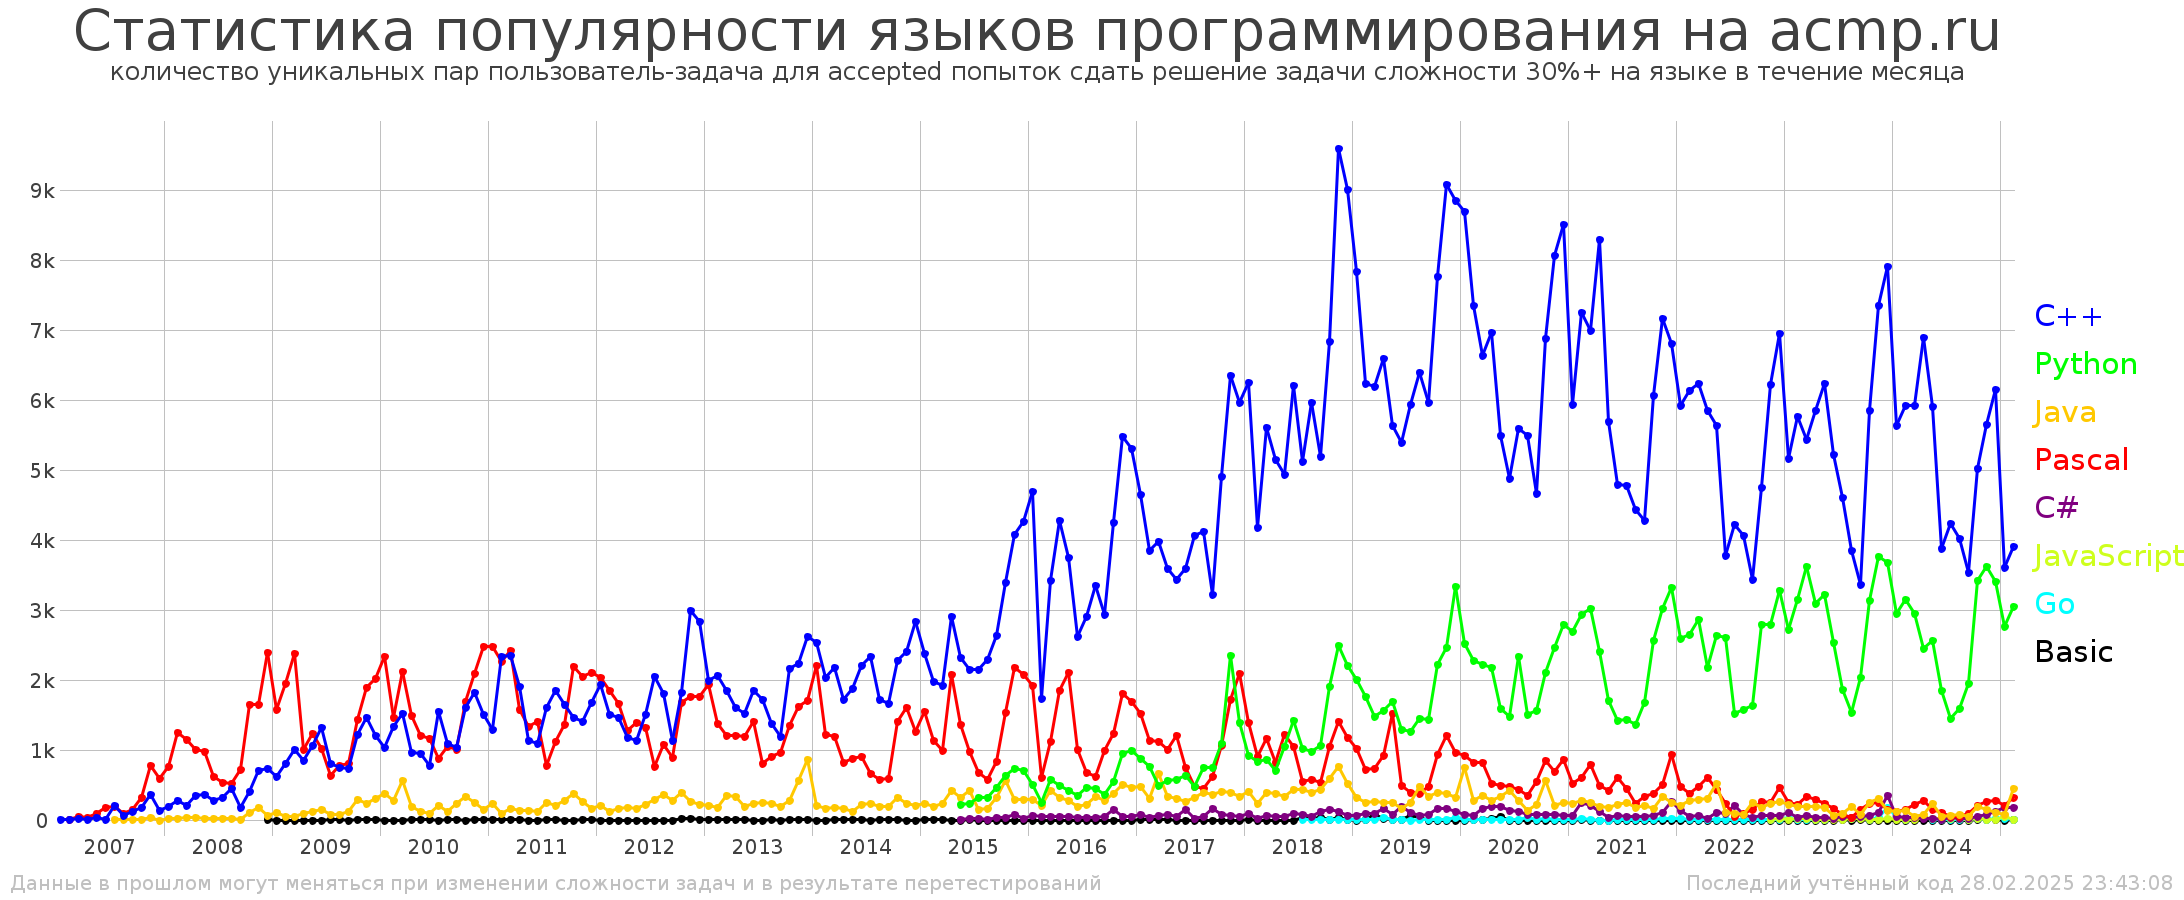 Статистика популярности языков программирования на acmp.ru
количество уникальных пар пользователь-задача для accepted попыток сдать решение задачи сложности 30%+ на языке в течение месяца
9k
8k
7k
6k
5k
4k
3k
2k
1k
0
C++
Python
Java
Pascal
C#
JavaScript
Go
Basic
2007 2008 2009 2010 2011 2012 2013 2014 2015 2016 2017 2018 2019 2020 2021 2022 2023 2024
Данные в прошлом могут меняться при изменении сложности задач и в результате перетестирований
Последний учтённый код 28.02.2025 23:43:08